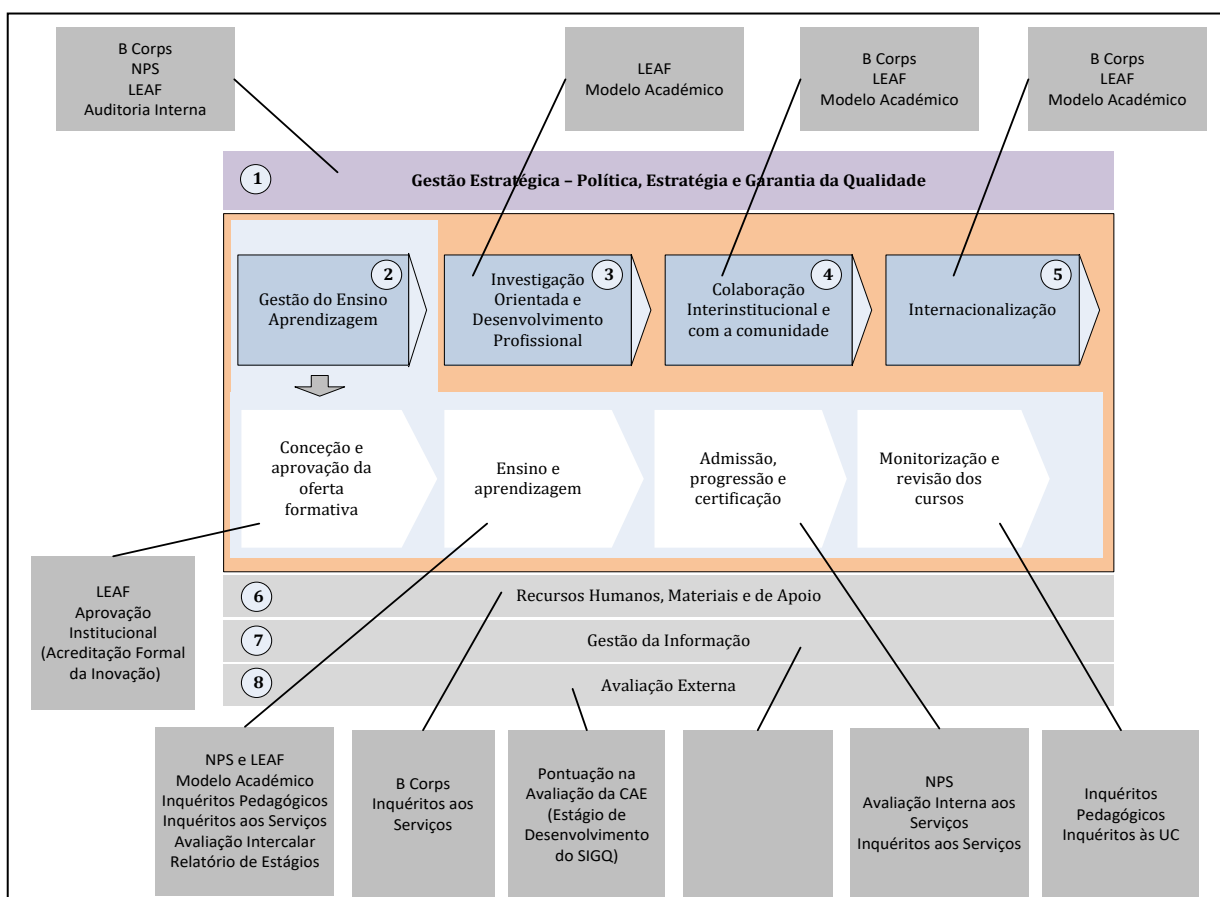 B Corps
NPS
LEAF
Auditoria Interna
LEAF
Modelo Académico
B Corps
LEAF
Modelo Académico
B Corps
LEAF
Modelo Académico
1
Gestão Estratégica – Política, Estratégia e Garantia da Qualidade
2
Gestão do Ensino
Aprendizagem
3
Investigação
Orientada e
Desenvolvimento
Profissional
4
Colaboração
Interinstitucional e
com a comunidade
5
Internacionalização
Conceção e
aprovação da
oferta
formativa
Ensino e
aprendizagem
Admissão,
progressão e
certificação
Monitorização e
revisão dos
cursos
LEAF
Aprovação
Institucional
(Acreditação Formal
da Inovação)
6
Recursos Humanos, Materiais e de Apoio
7
Gestão da Informação
8
Avaliação Externa
NPS e LEAF
Modelo Académico
Inquéritos Pedagógicos
Inquéritos aos Serviços
Avaliação Intercalar
Relatório de Estágios
B Corps
Inquéritos aos
Serviços
Pontuação na
Avaliação da CAE
(Estágio de
Desenvolvimento
do SIGQ)
NPS
Avaliação Interna aos
Serviços
Inquéritos aos Serviços
Inquéritos
Pedagógicos
Inquéritos às UC